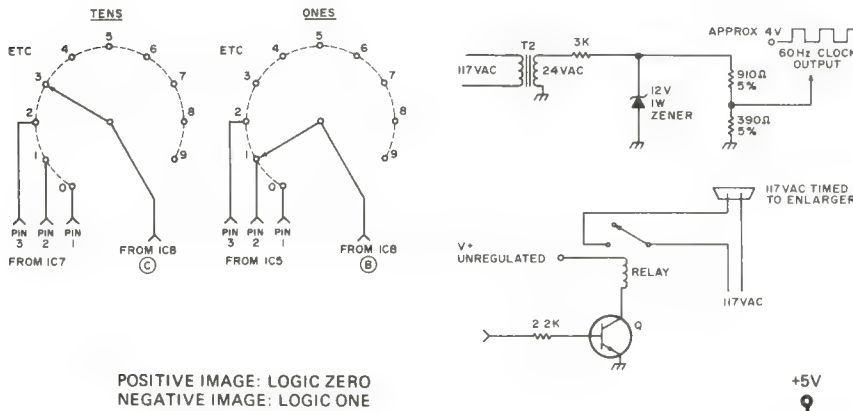 TENS
ETC
0
1
2
3
4
5
6
7
8
9
PIN 3
PIN 2
PIN 1
FROM IC7
FROM IC8
C
ONES
ETC
0
1
2
3
4
5
6
7
8
9
PIN 3
PIN 2
PIN 1
FROM IC5
FROM IC8
B
117VAC
T2
24VAC
3K
12V
1W
ZENER
APPROX 4V
60Hz CLOCK
OUTPUT
910Ω
5%
390Ω
5%
117VAC TIMED
TO ENLARGER
V+
UNREGULATED
RELAY
117VAC
2.2K
Q
POSITIVE IMAGE: LOGIC ZERO
NEGATIVE IMAGE: LOGIC ONE
+5V